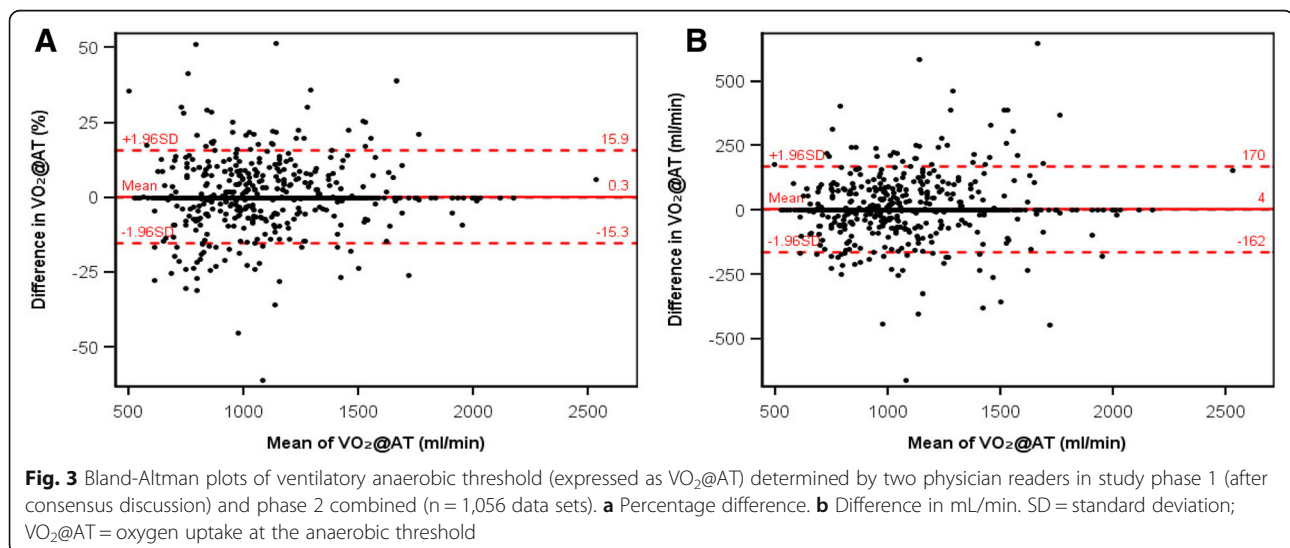 A
50
25
0
-25
-50
Difference in VO₂@AT (%)
+1.96SD
15.9
Mean
0.3
-1.96SD
-15.3
500
1000
1500
2000
2500
Mean of VO₂@AT (ml/min)
B
500
250
0
-250
-500
Difference in VO₂@AT (ml/min)
+1.96SD
170
Mean
4
-1.96SD
-162
500
1000
1500
2000
2500
Mean of VO₂@AT (ml/min)
Fig. 3 Bland-Altman plots of ventilatory anaerobic threshold (expressed as VO₂@AT) determined by two physician readers in study phase 1 (after
consensus discussion) and phase 2 combined (n = 1,056 data sets). a Percentage difference. b Difference in mL/min. SD = standard deviation;
VO₂@AT = oxygen uptake at the anaerobic threshold